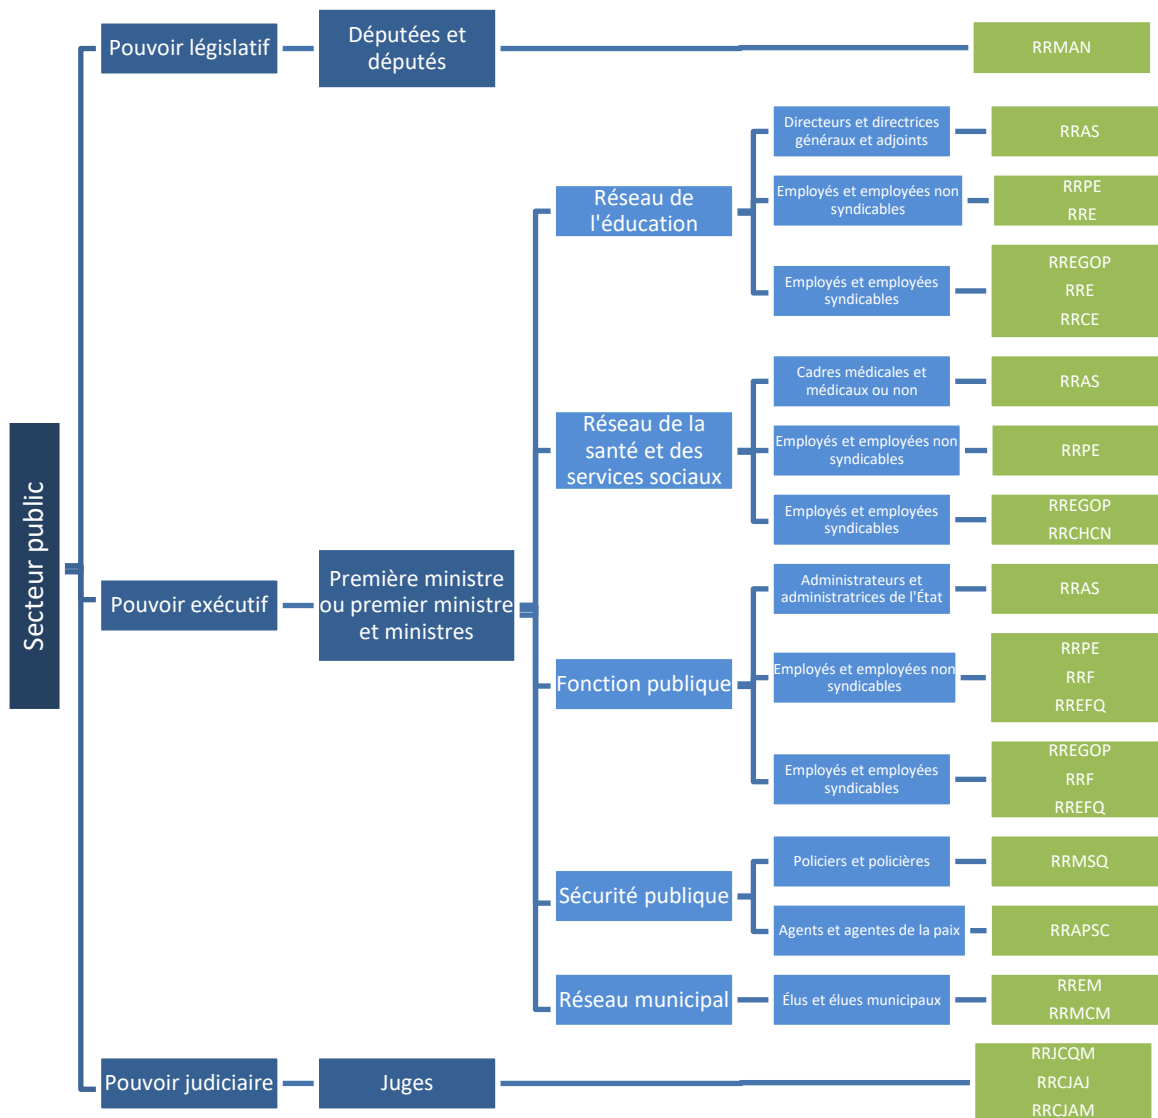 Secteur public
Pouvoir législatif
Députées et
députés
RRMAN
Pouvoir exécutif
Première ministre
ou premier ministre
et ministres
Réseau de
l'éducation
Directeurs et directrices
généraux et adjoints
RRAS
Employés et employées non
syndicables
RRPE
RRE
Employés et employées
syndicables
RREGOP
RRE
RRCE
Réseau de la
santé et des
services sociaux
Cadres médicales et
médicaux ou non
RRAS
Employés et employées non
syndicables
RRPE
Employés et employées
syndicables
RREGOP
RRCHCN
Fonction publique
Administrateurs et
administratrices de l'État
RRAS
Employés et employées non
syndicables
RRPE
RRF
RREFQ
Employés et employées
syndicables
RREGOP
RRF
RREFQ
Sécurité publique
Policiers et policières
RRMSQ
Agents et agentes de la paix
RRAPSC
Réseau municipal
Élus et élues municipaux
RREM
RRMCM
Pouvoir judiciaire
Juges
RRJCQM
RRCJAJ
RRCJAM